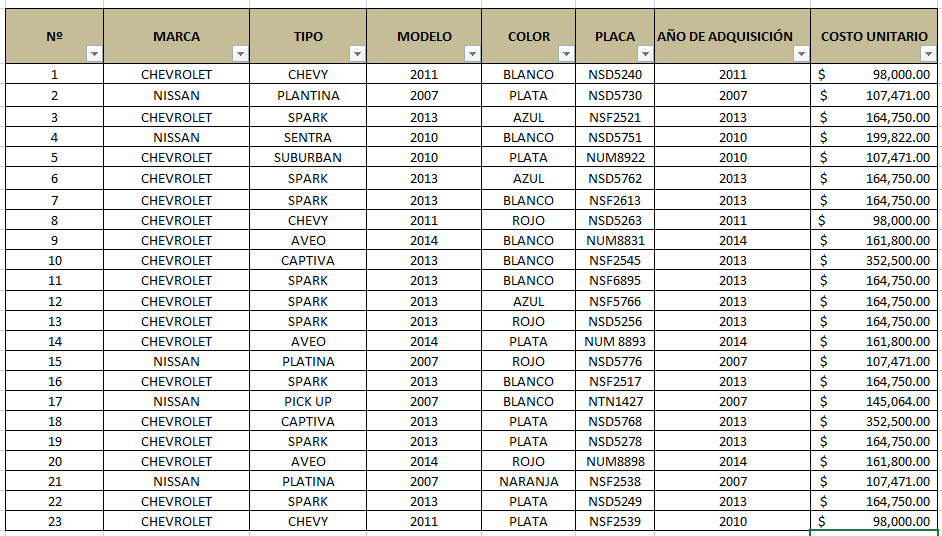 Nº MARCA TIPO MODELO COLOR PLACA AÑO DE ADQUISICIÓN COSTO UNITARIO
1 CHEVROLET CHEVY 2011 BLANCO NSD5240 2011 $ 98,000.00
2 NISSAN PLANTINA 2007 PLATA NSD5730 2007 $ 107,471.00
3 CHEVROLET SPARK 2013 AZUL NSF2521 2013 $ 164,750.00
4 NISSAN SENTRA 2010 BLANCO NSD5751 2010 $ 199,822.00
5 CHEVROLET SUBURBAN 2010 PLATA NUM8922 2010 $ 107,471.00
6 CHEVROLET SPARK 2013 AZUL NSD5762 2013 $ 164,750.00
7 CHEVROLET SPARK 2013 BLANCO NSF2613 2013 $ 164,750.00
8 CHEVROLET CHEVY 2011 ROJO NSD5263 2011 $ 98,000.00
9 CHEVROLET AVEO 2014 BLANCO NUM8831 2014 $ 161,800.00
10 CHEVROLET CAPTIVA 2013 BLANCO NSF2545 2013 $ 352,500.00
11 CHEVROLET SPARK 2013 BLANCO NSF6895 2013 $ 164,750.00
12 CHEVROLET SPARK 2013 AZUL NSF5766 2013 $ 164,750.00
13 CHEVROLET SPARK 2013 ROJO NSD5256 2013 $ 164,750.00
14 CHEVROLET AVEO 2014 PLATA NUM 8893 2014 $ 161,800.00
15 NISSAN PLATINA 2007 ROJO NSD5776 2007 $ 107,471.00
16 CHEVROLET SPARK 2013 BLANCO NSF2517 2013 $ 164,750.00
17 NISSAN PICK UP 2007 BLANCO NTN1427 2007 $ 145,064.00
18 CHEVROLET CAPTIVA 2013 PLATA NSD5768 2013 $ 352,500.00
19 CHEVROLET SPARK 2013 PLATA NSD5278 2013 $ 164,750.00
20 CHEVROLET AVEO 2014 ROJO NUM8898 2014 $ 161,800.00
21 NISSAN PLATINA 2007 NARANJA NSF2538 2007 $ 107,471.00
22 CHEVROLET SPARK 2013 PLATA NSD5249 2013 $ 164,750.00
23 CHEVROLET CHEVY 2011 PLATA NSF2539 2010 $ 98,000.00